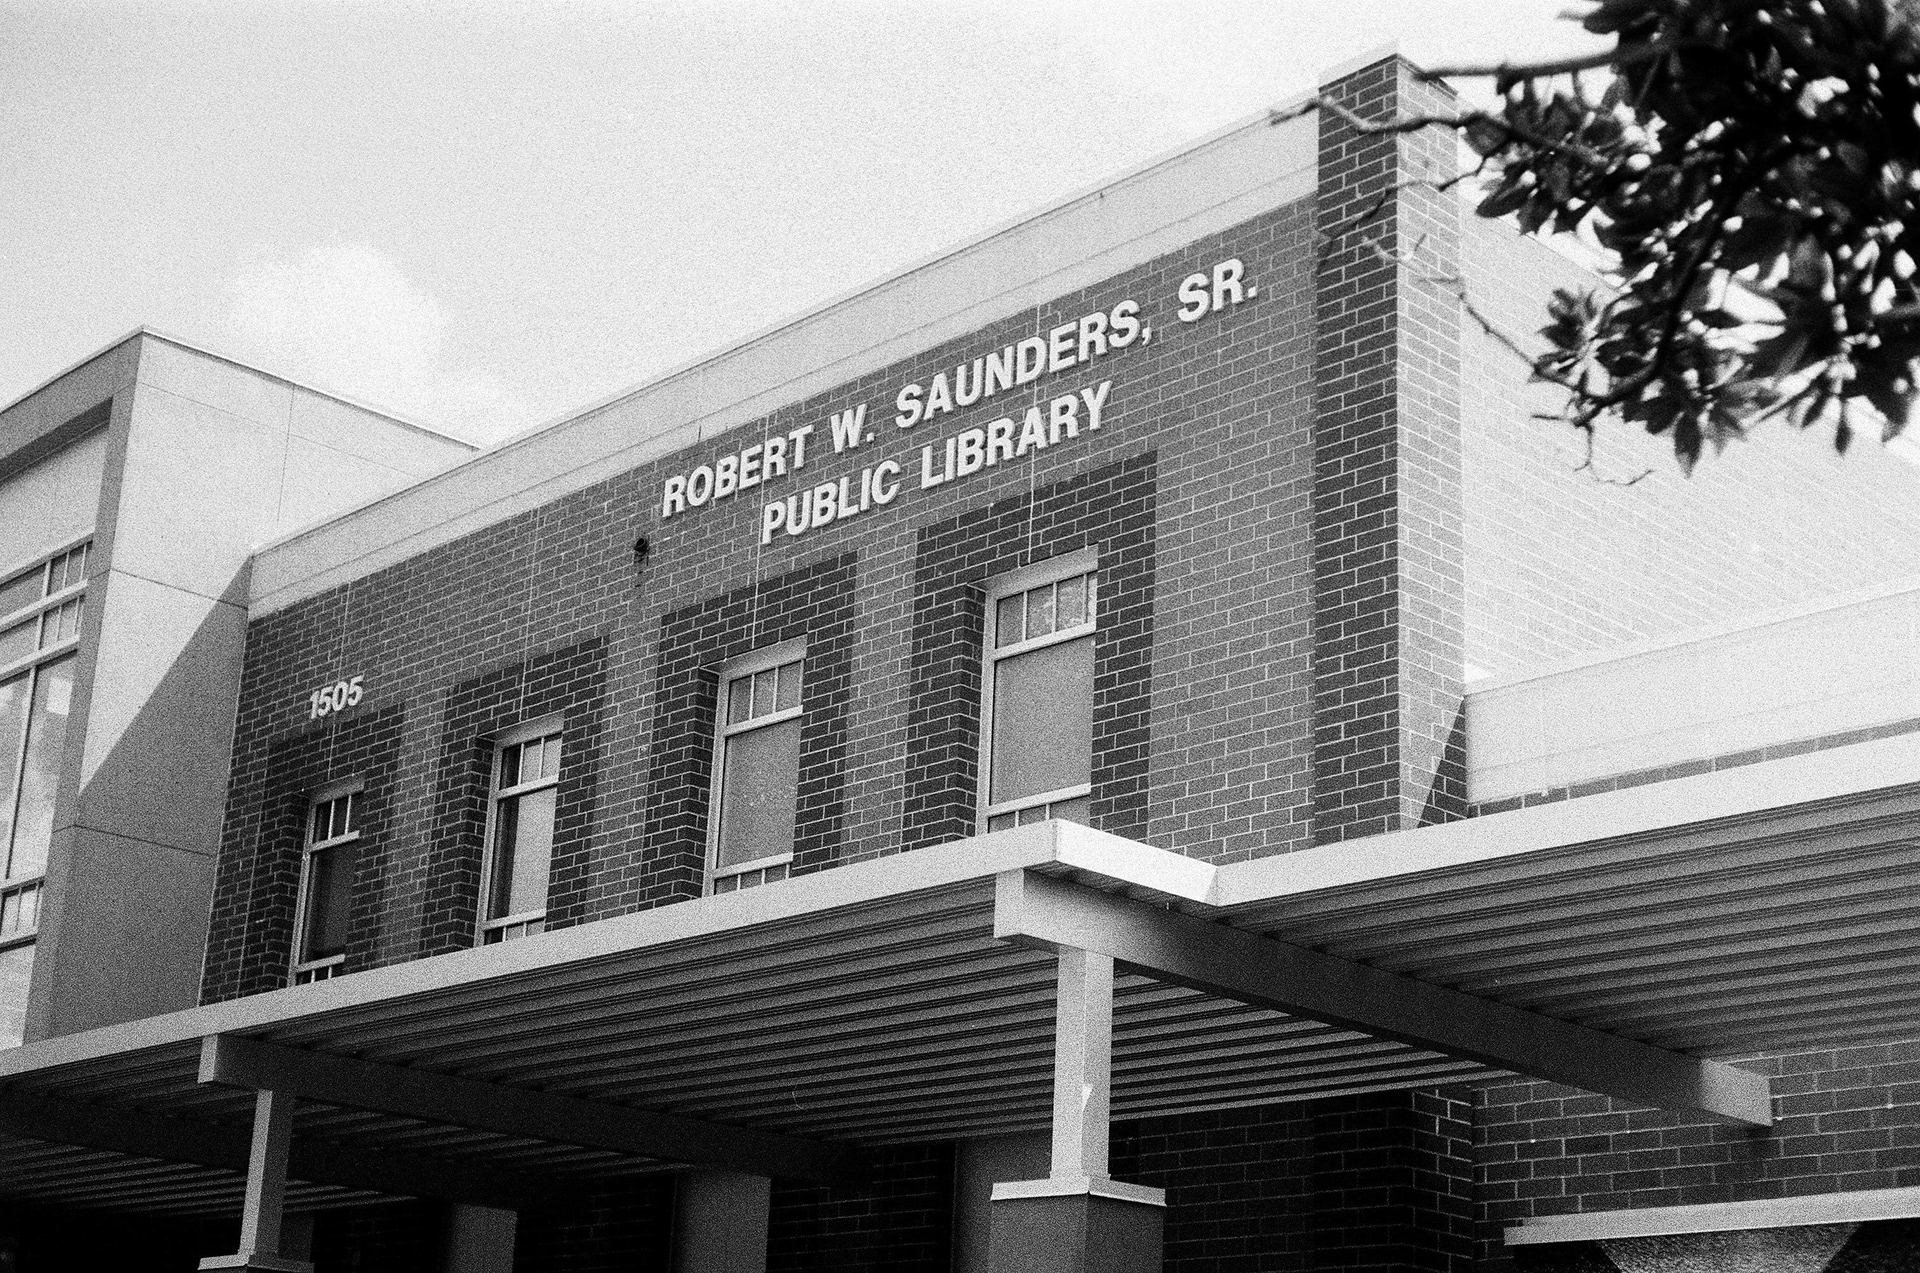 ROBERT W. SAUNDERS, SR.
PUBLIC LIBRARY
1505